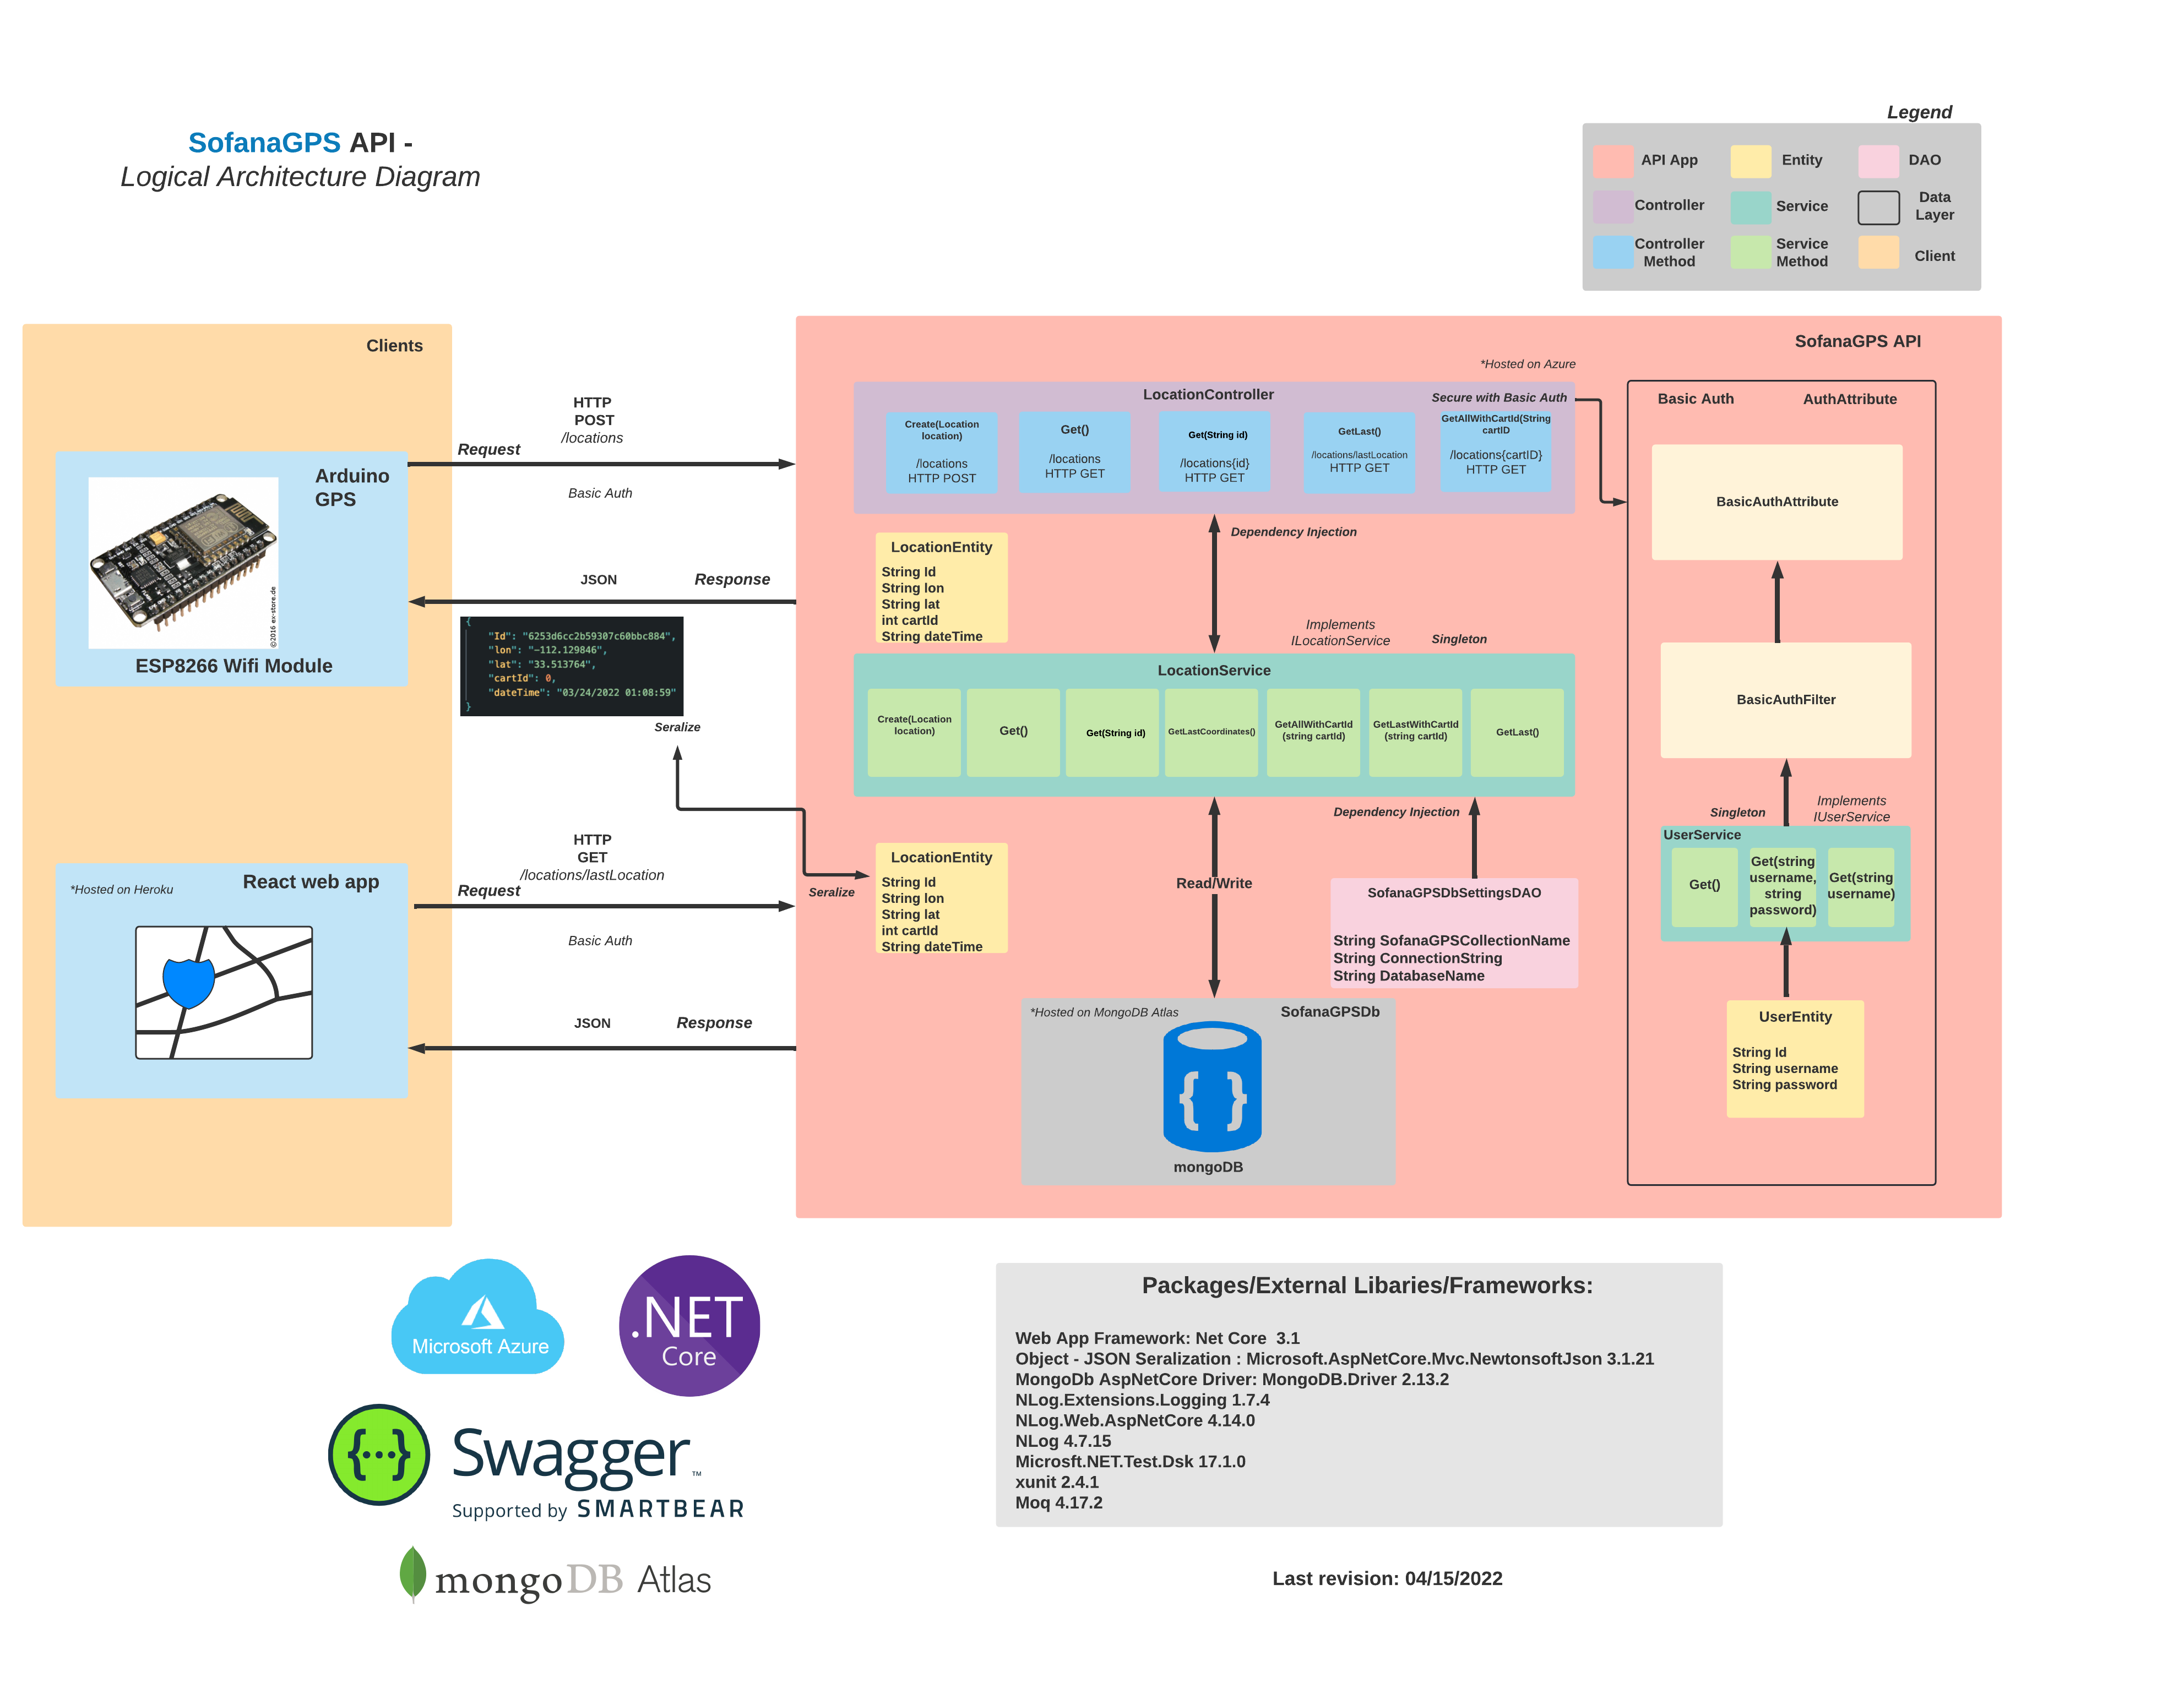 SofanaGPS API -
Logical Architecture Diagram
Legend
API App
Entity
DAO
Controller
Service
Data
Layer
Controller
Method
Service
Method
Client
Clients
Arduino
GPS
©2016 ex-store.de
ESP8266 Wifi Module
*Hosted on Heroku
React web app
HTTP
POST
/locations
Request
Basic Auth
JSON
Response
{
"Id": "6253d6cc2b59307c60bbc884",
"lon": "-112.129846",
"lat": "33.513764",
"cartId": 0,
"dateTime": "03/24/2022 01:08:59"
}
Seralize
HTTP
GET
/locations/lastLocation
Request
Basic Auth
JSON
Response
Seralize
SofanaGPS API
*Hosted on Azure
LocationController
Secure with Basic Auth
Create(Location
location)
/locations
HTTP POST
Get()
/locations
HTTP GET
Get(String id)
/locations{id}
HTTP GET
GetLast()
/locations/lastLocation
HTTP GET
GetAllWithCartId(String
cartID
/locations{cartID}
HTTP GET
Dependency Injection
LocationEntity
String Id
String lon
String lat
int cartId
String dateTime
Implements
ILocationService
Singleton
LocationService
Create(Location
location)
Get()
Get(String id)
GetLastCoordinates()
GetAllWithCartId
(string cartId)
GetLastWithCartId
(string cartId)
GetLast()
Dependency Injection
LocationEntity
String Id
String lon
String lat
int cartId
String dateTime
Read/Write
SofanaGPSDbSettingsDAO
String SofanaGPSCollectionName
String ConnectionString
String DatabaseName
*Hosted on MongoDB Atlas
SofanaGPSDb
mongoDB
Basic Auth
AuthAttribute
BasicAuthAttribute
BasicAuthFilter
Singleton
Implements
IUserService
UserService
Get()
Get(string
username,
string
password)
Get(string
username)
UserEntity
String Id
String username
String password
Microsoft Azure
.NET
Core
Swagger™
Supported by SMARTBEAR
mongoDB Atlas
Packages/External Libaries/Frameworks:
Web App Framework: Net Core 3.1
Object - JSON Seralization : Microsoft.AspNetCore.Mvc.NewtonsoftJson 3.1.21
MongoDb AspNetCore Driver: MongoDB.Driver 2.13.2
NLog.Extensions.Logging 1.7.4
NLog.Web.AspNetCore 4.14.0
NLog 4.7.15
Microsft.NET.Test.Dsk 17.1.0
xunit 2.4.1
Moq 4.17.2
Last revision: 04/15/2022